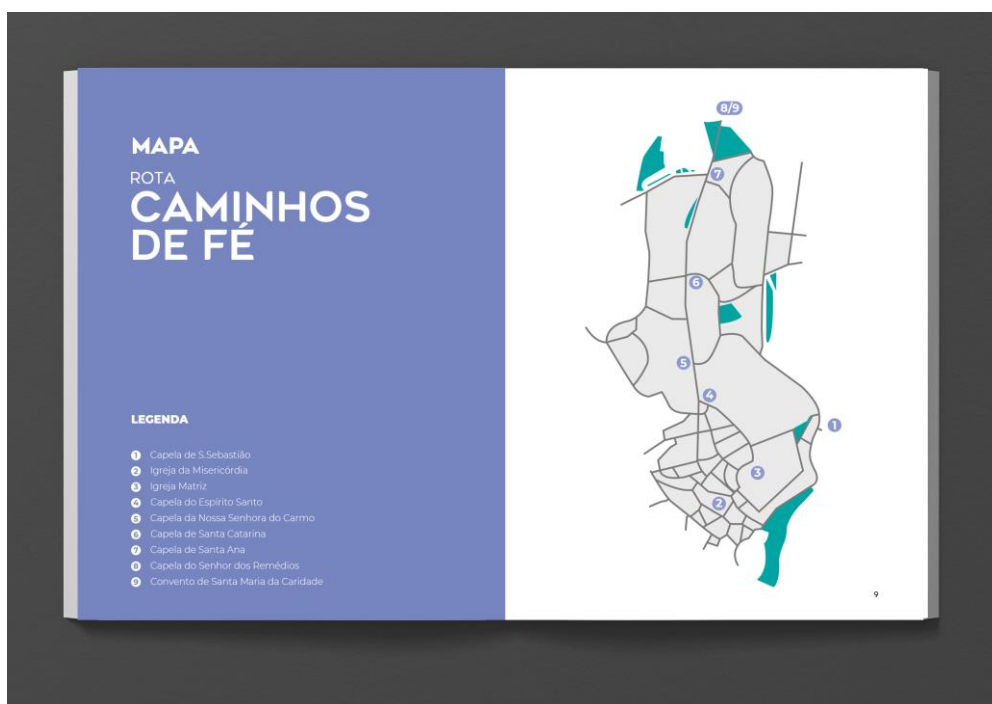 MAPA
ROTA
CAMINHOS
DE FÉ
LEGENDA
1 Capela de S.Sebastião
2 Igreja da Misericórdia
3 Igreja Matriz
4 Capela do Espírito Santo
5 Capela da Nossa Senhora do Carmo
6 Capela de Santa Catarina
7 Capela de Santa Ana
8 Capela do Senhor dos Remédios
9 Convento de Santa Maria da Caridade
8/9
7
6
5
4
1
3
2
9